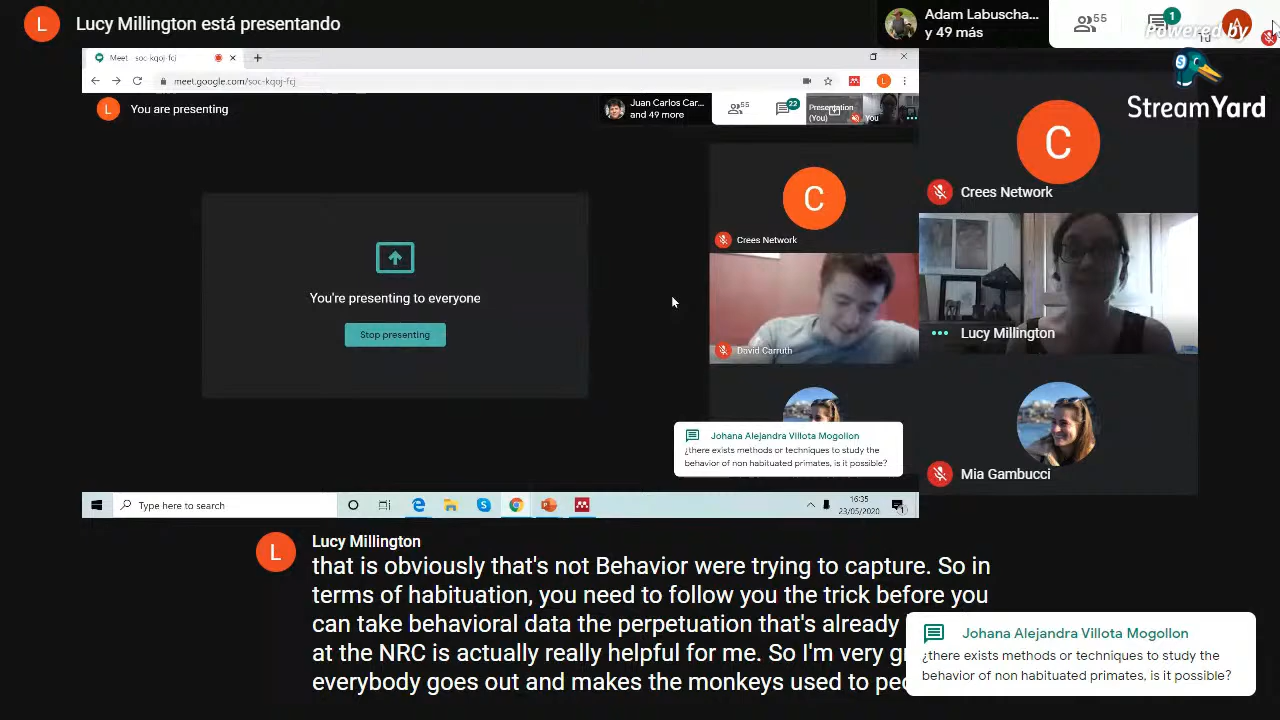 L
Lucy Millington está presentando
Adam Labuscha...
y 49 más
55
1
A
Powered by
StreamYard
Meet - soc-kqoj-fcj
meet.google.com/soc-kqoj-fcj
L
L
You are presenting
Juan Carlos Car...
and 49 more
55
22
Presentation
(You)
You
You're presenting to everyone
Stop presenting
C
Crees Network
David Carruth
Johana Alejandra Villota Mogollon
¿there exists methods or techniques to study the
behavior of non habituated primates, is it possible?
C
Crees Network
Lucy Millington
Mia Gambucci
Type here to search
16:35
23/05/2020
1
L
Lucy Millington
that is obviously that's not Behavior were trying to capture. So in
terms of habituation, you need to follow you the trick before you
can take behavioral data the perpetuation that's already
at the NRC is actually really helpful for me. So I'm very
everybody goes out and makes the monkeys used to
Johana Alejandra Villota Mogollon
¿there exists methods or techniques to study the
behavior of non habituated primates, is it possible?